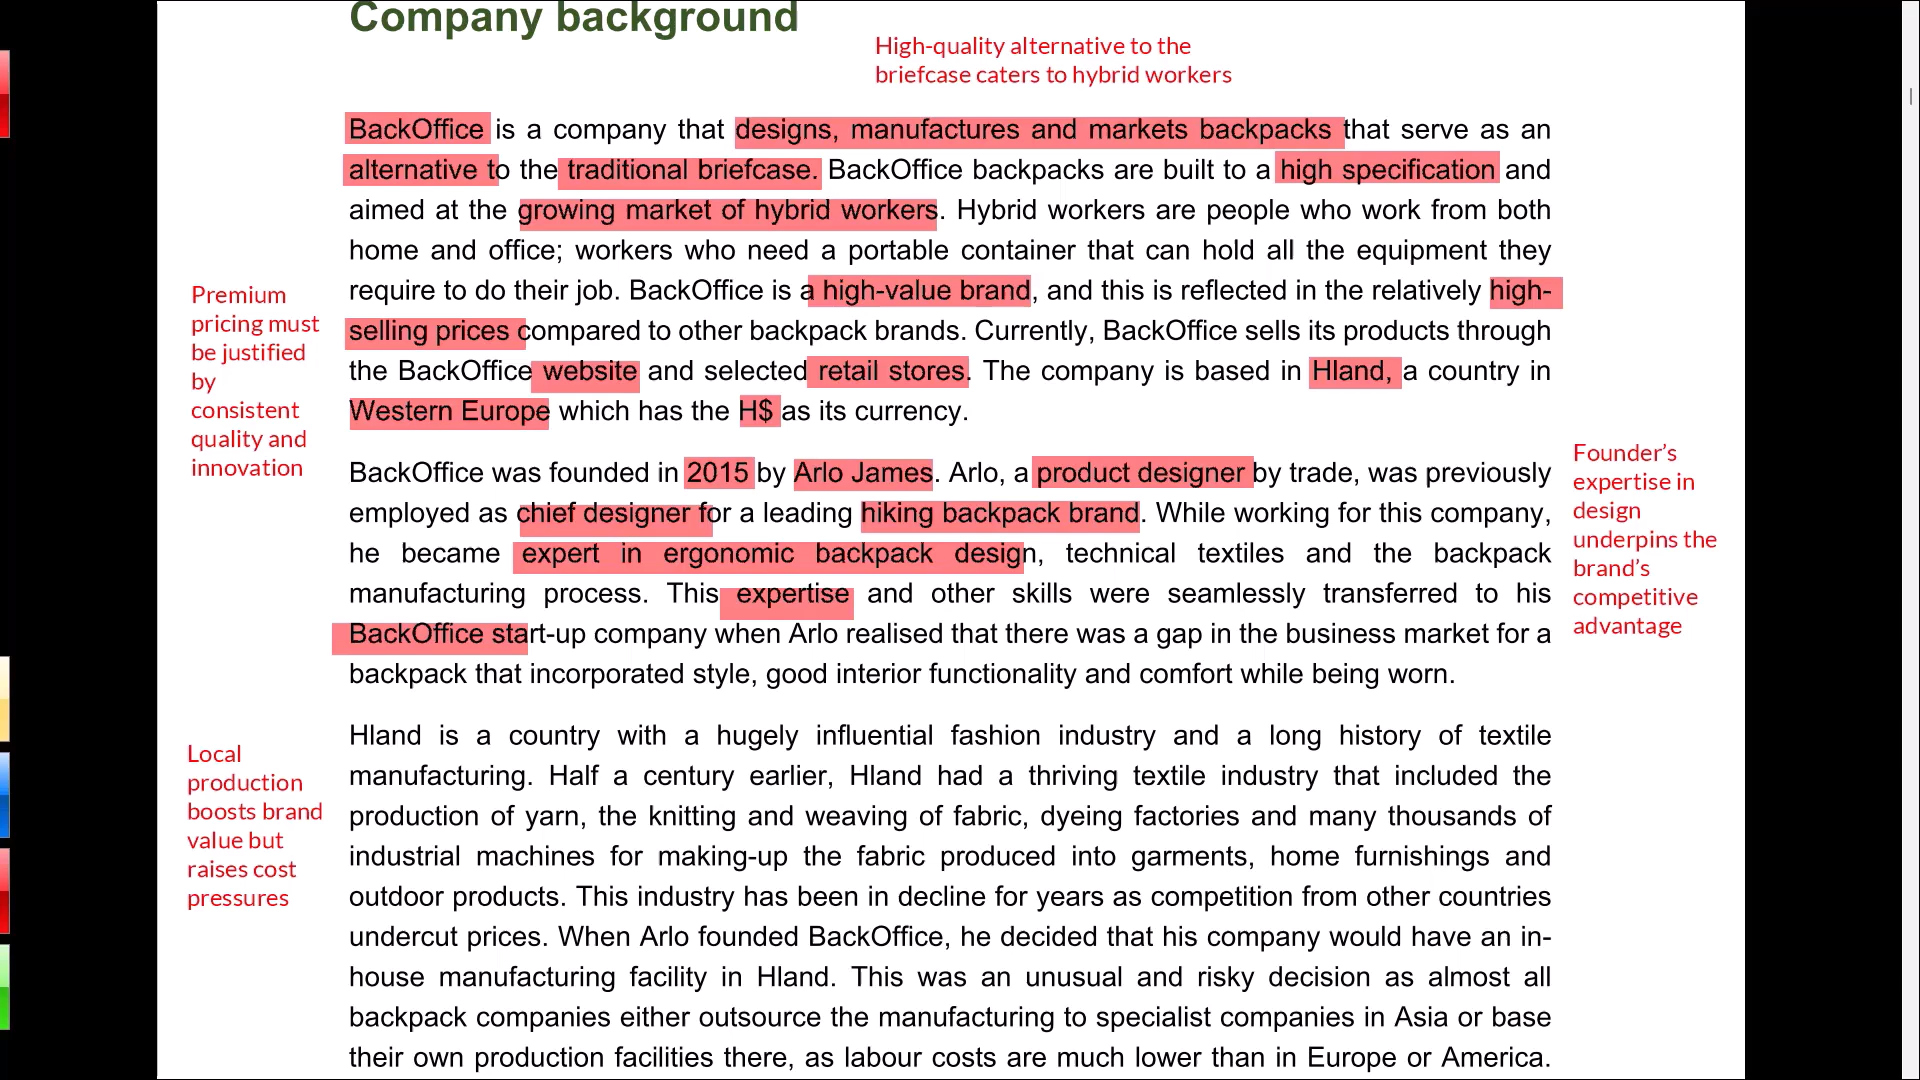 Company background
High-quality alternative to the
briefcase caters to hybrid workers
BackOffice is a company that designs, manufactures and markets backpacks that serve as an
alternative to the traditional briefcase. BackOffice backpacks are built to a high specification and
aimed at the growing market of hybrid workers. Hybrid workers are people who work from both
home and office; workers who need a portable container that can hold all the equipment they
require to do their job. BackOffice is a high-value brand, and this is reflected in the relatively high-
selling prices compared to other backpack brands. Currently, BackOffice sells its products through
the BackOffice website and selected retail stores. The company is based in Hland, a country in
Western Europe which has the H$ as its currency.
Premium
pricing must
be justified
by
consistent
quality and
innovation
BackOffice was founded in 2015 by Arlo James. Arlo, a product designer by trade, was previously
employed as chief designer for a leading hiking backpack brand. While working for this company,
he became expert in ergonomic backpack design, technical textiles and the backpack
manufacturing process. This expertise and other skills were seamlessly transferred to his
BackOffice start-up company when Arlo realised that there was a gap in the business market for a
backpack that incorporated style, good interior functionality and comfort while being worn.
Founder’s
expertise in
design
underpins the
brand’s
competitive
advantage
Hland is a country with a hugely influential fashion industry and a long history of textile
manufacturing. Half a century earlier, Hland had a thriving textile industry that included the
production of yarn, the knitting and weaving of fabric, dyeing factories and many thousands of
industrial machines for making-up the fabric produced into garments, home furnishings and
outdoor products. This industry has been in decline for years as competition from other countries
undercut prices. When Arlo founded BackOffice, he decided that his company would have an in-
house manufacturing facility in Hland. This was an unusual and risky decision as almost all
backpack companies either outsource the manufacturing to specialist companies in Asia or base
their own production facilities there, as labour costs are much lower than in Europe or America.
Local
production
boosts brand
value but
raises cost
pressures